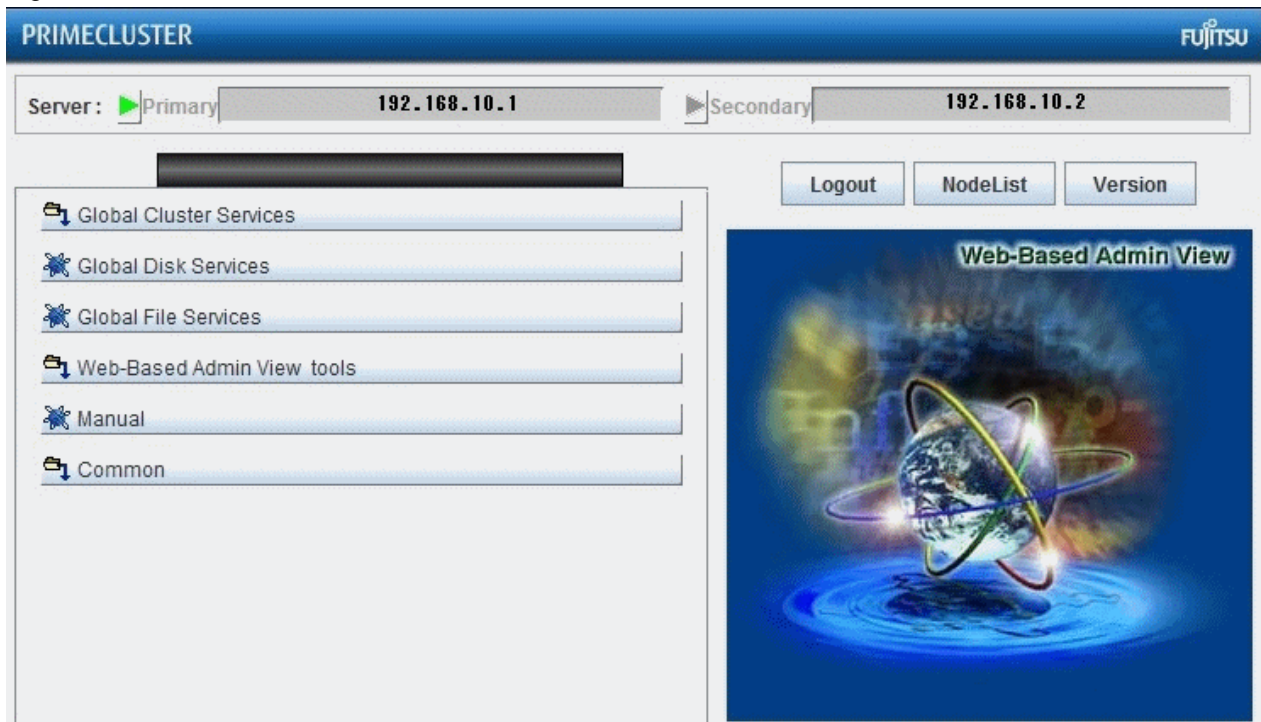 PRIMECLUSTER FUJITSU
Server : Primary 192.168.10.1 Secondary 192.168.10.2
Logout NodeList Version
Global Cluster Services
Global Disk Services
Global File Services
Web-Based Admin View tools
Manual
Common
Web-Based Admin View